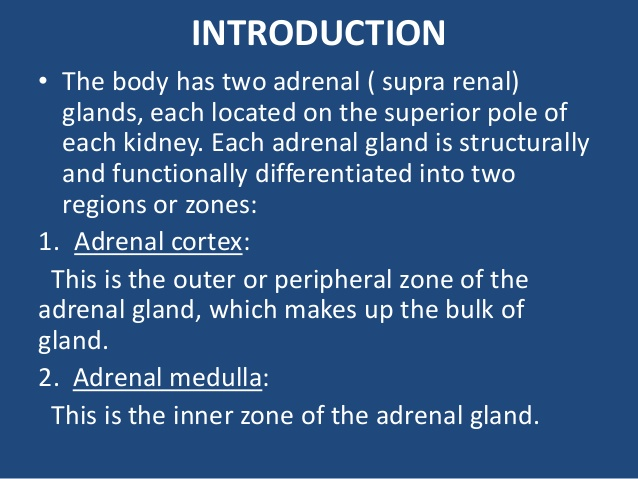 INTRODUCTION
• The body has two adrenal ( supra renal)
glands, each located on the superior pole of
each kidney. Each adrenal gland is structurally
and functionally differentiated into two
regions or zones:
1. Adrenal cortex:
This is the outer or peripheral zone of the
adrenal gland, which makes up the bulk of
gland.
2. Adrenal medulla:
This is the inner zone of the adrenal gland.